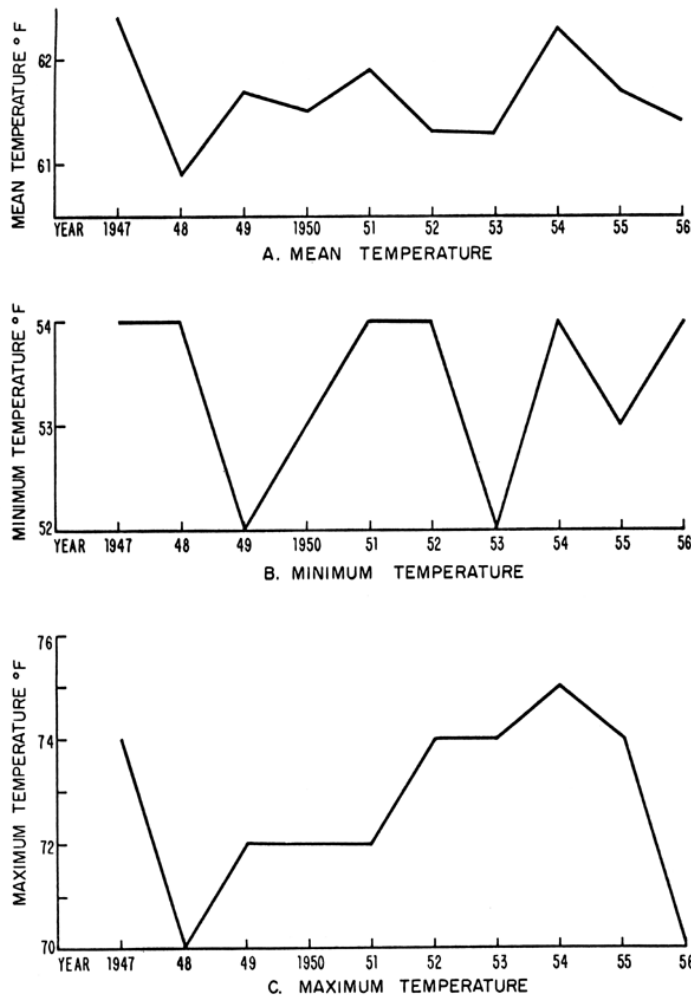 MEAN TEMPERATURE °F
62
61
YEAR 1947 48 49 1950 51 52 53 54 55 56
A. MEAN TEMPERATURE
MINIMUM TEMPERATURE °F
54
53
52
YEAR 1947 48 49 1950 51 52 53 54 55 56
B. MINIMUM TEMPERATURE
MAXIMUM TEMPERATURE °F
76
74
72
70
YEAR 1947 48 49 1950 51 52 53 54 55 56
C. MAXIMUM TEMPERATURE